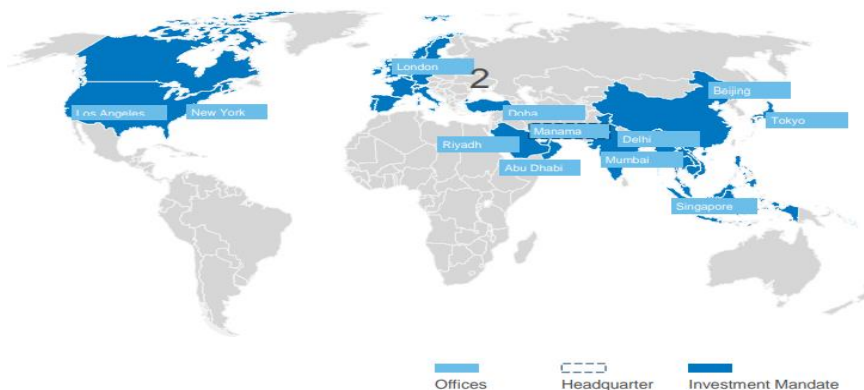 London
2
Beijing
Los Angeles
New York
Doha
Tokyo
Manama
Delhi
Riyadh
Mumbai
Abu Dhabi
Singapore
Offices
Headquarter
Investment Mandate